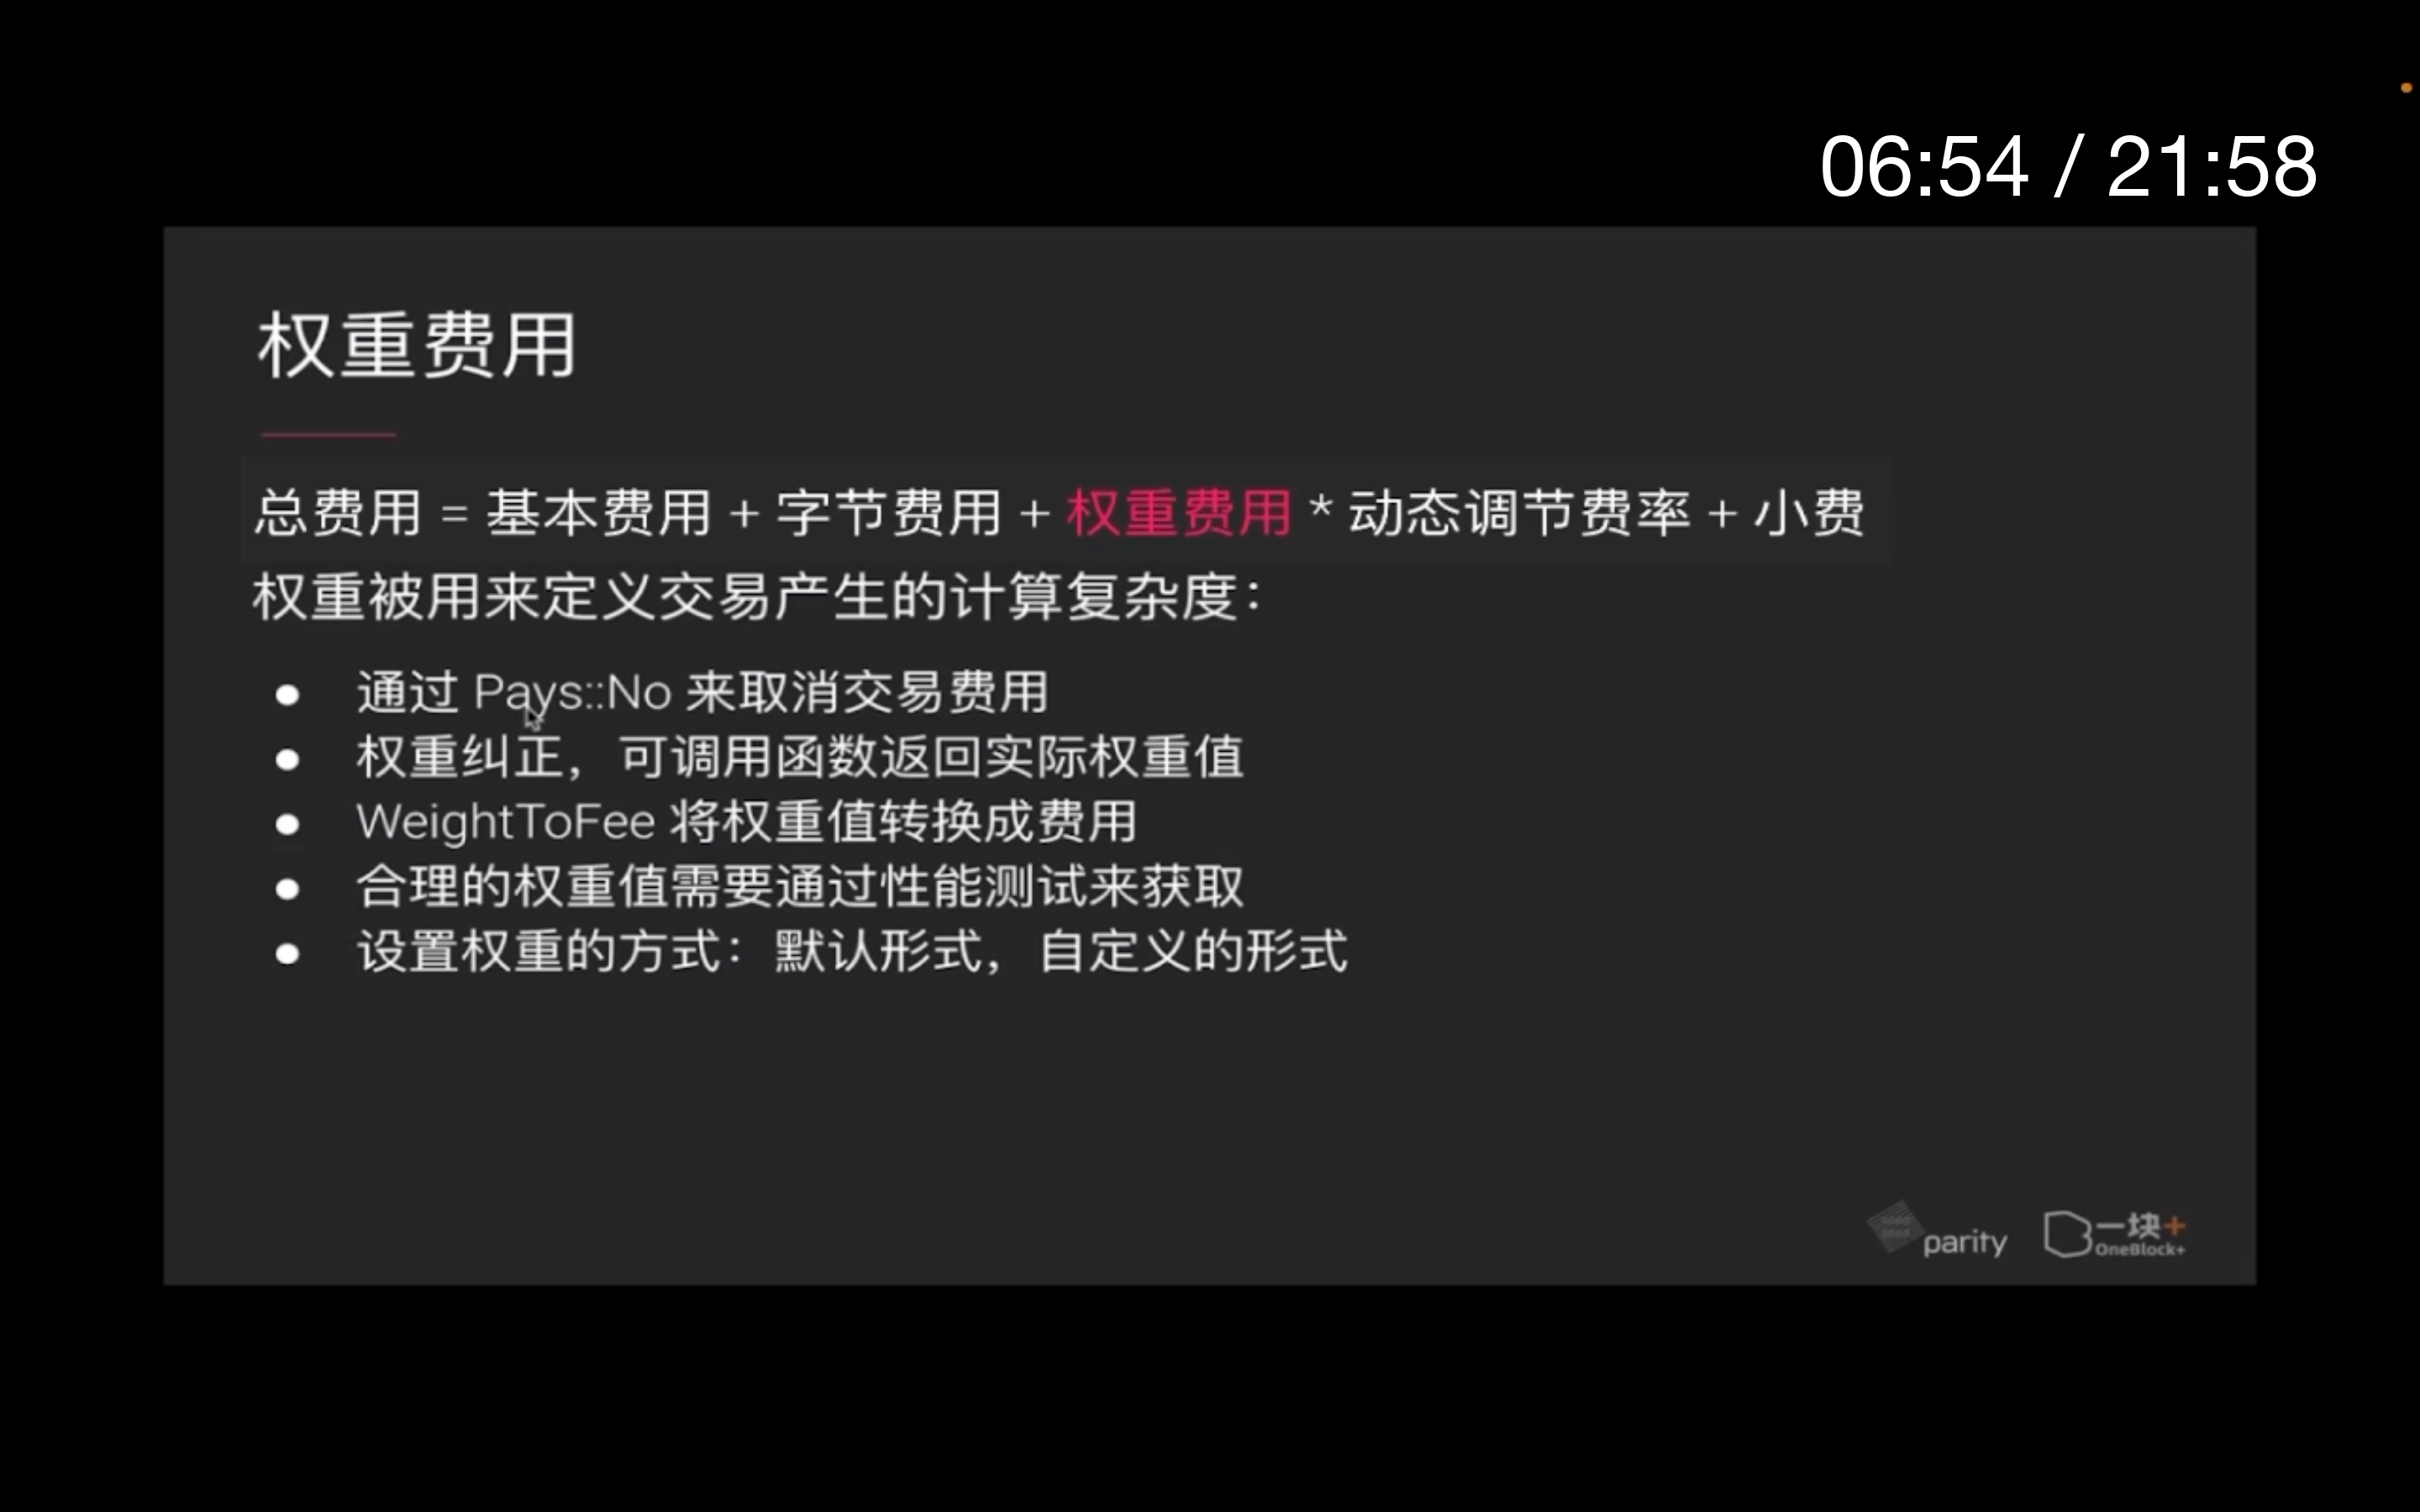 06:54 / 21:58
权重费用
总费用 = 基本费用 + 字节费用 + 权重费用 * 动态调节费率 + 小费
权重被用来定义交易产生的计算复杂度：
● 通过 Pays::No 来取消交易费用
● 权重纠正，可调用函数返回实际权重值
● WeightToFee 将权重值转换成费用
● 合理的权重值需要通过性能测试来获取
● 设置权重的方式：默认形式，自定义的形式
parity
一块+
OneBlock+